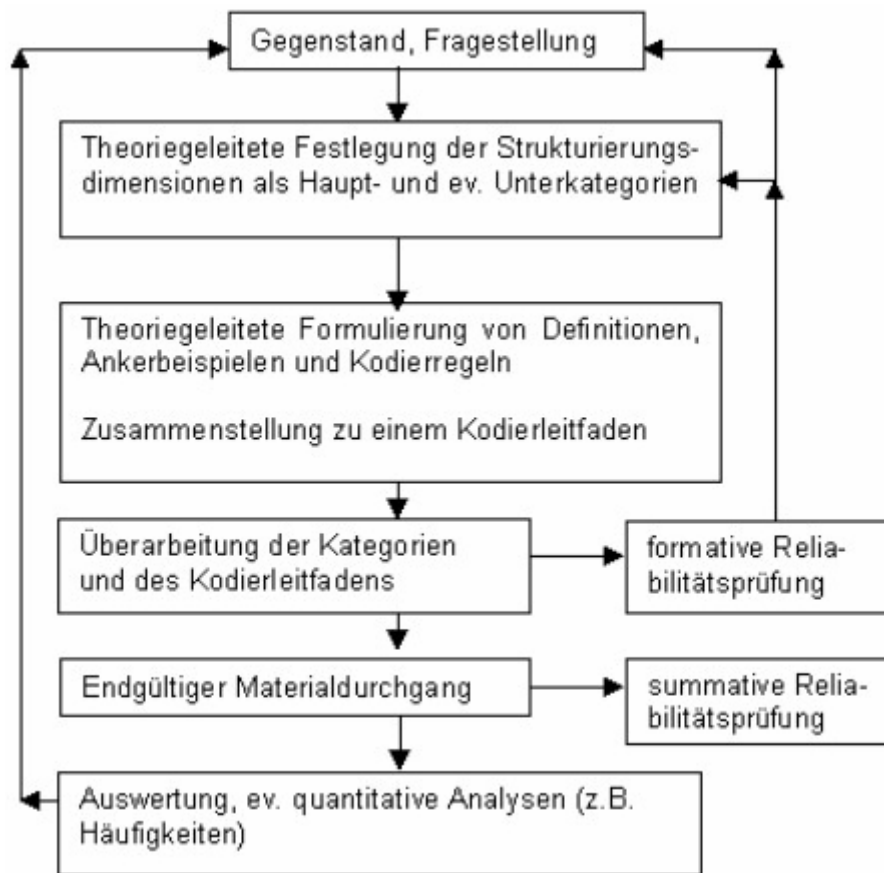 Gegenstand, Fragestellung
Theoriegeleitete Festlegung der Strukturierungs-
dimensionen als Haupt- und ev. Unterkategorien
Theoriegeleitete Formulierung von Definitionen,
Ankerbeispielen und Kodierregeln
Zusammenstellung zu einem Kodierleitfaden
Überarbeitung der Kategorien
und des Kodierleitfadens
formative Relia-
bilitätsprüfung
Endgültiger Materialdurchgang
summative Relia-
bilitätsprüfung
Auswertung, ev. quantitative Analysen (z.B.
Häufigkeiten)